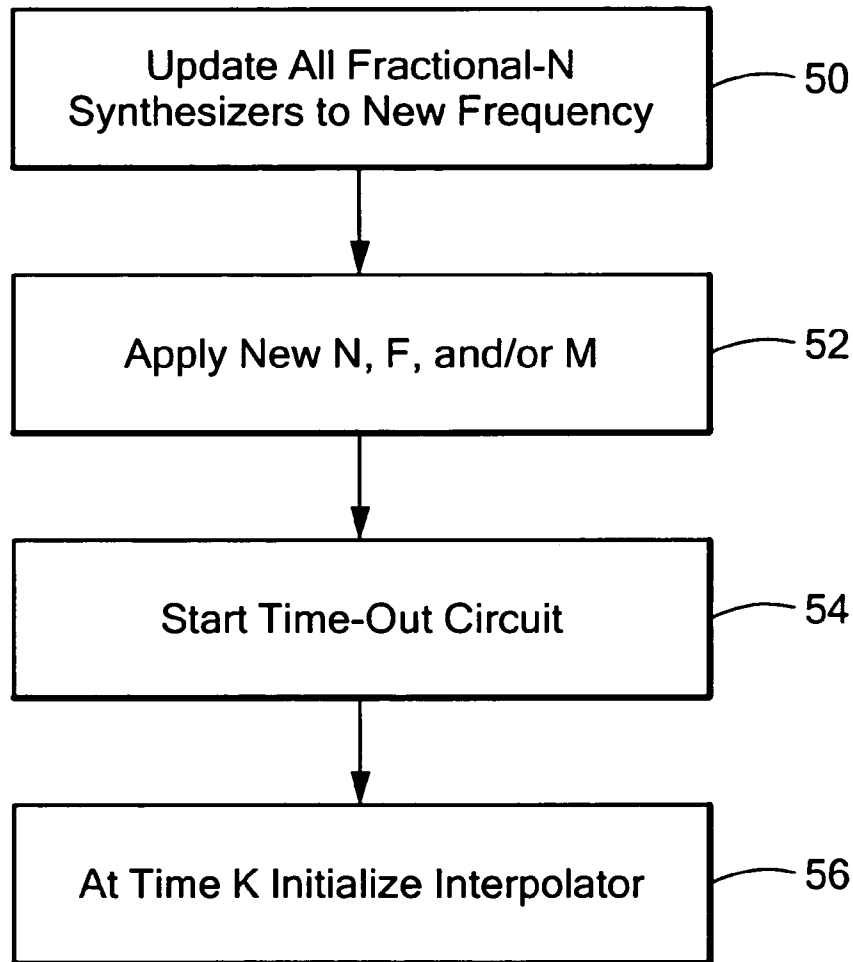 Update All Fractional-N
Synthesizers to New Frequency
50
Apply New N, F, and/or M
52
Start Time-Out Circuit
54
At Time K Initialize Interpolator
56